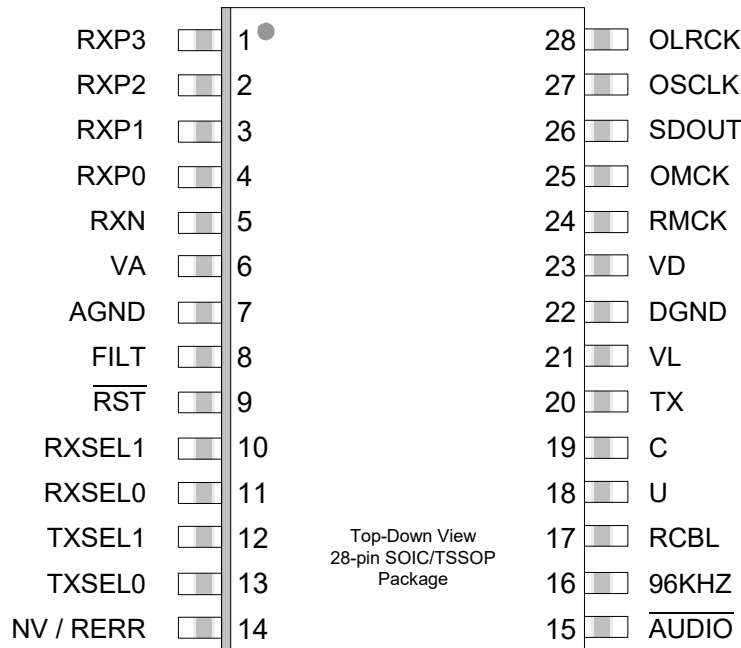 RXP3 1 28 OLRCK
RXP2 2 27 OSCLK
RXP1 3 26 SDOUT
RXP0 4 25 OMCK
RXN 5 24 RMCK
VA 6 23 VD
AGND 7 22 DGND
FILT 8 21 VL
RST 9 20 TX
RXSEL1 10 19 C
RXSEL0 11 18 U
TXSEL1 12 17 RCBL
TXSEL0 13 16 96KHZ
NV / RERR 14 15 AUDIO
Top-Down View
28-pin SOIC/TSSOP
Package